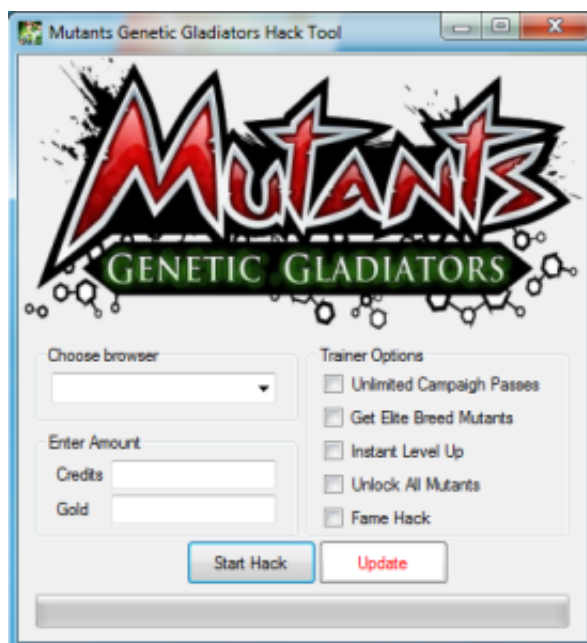 Mutants Genetic Gladiators Hack Tool
MUTANTS
GENETIC GLADIATORS
Choose browser
Enter Amount
Credits
Gold
Trainer Options
Unlimited Campaigh Passes
Get Elite Breed Mutants
Instant Level Up
Unlock All Mutants
Fame Hack
Start Hack
Update